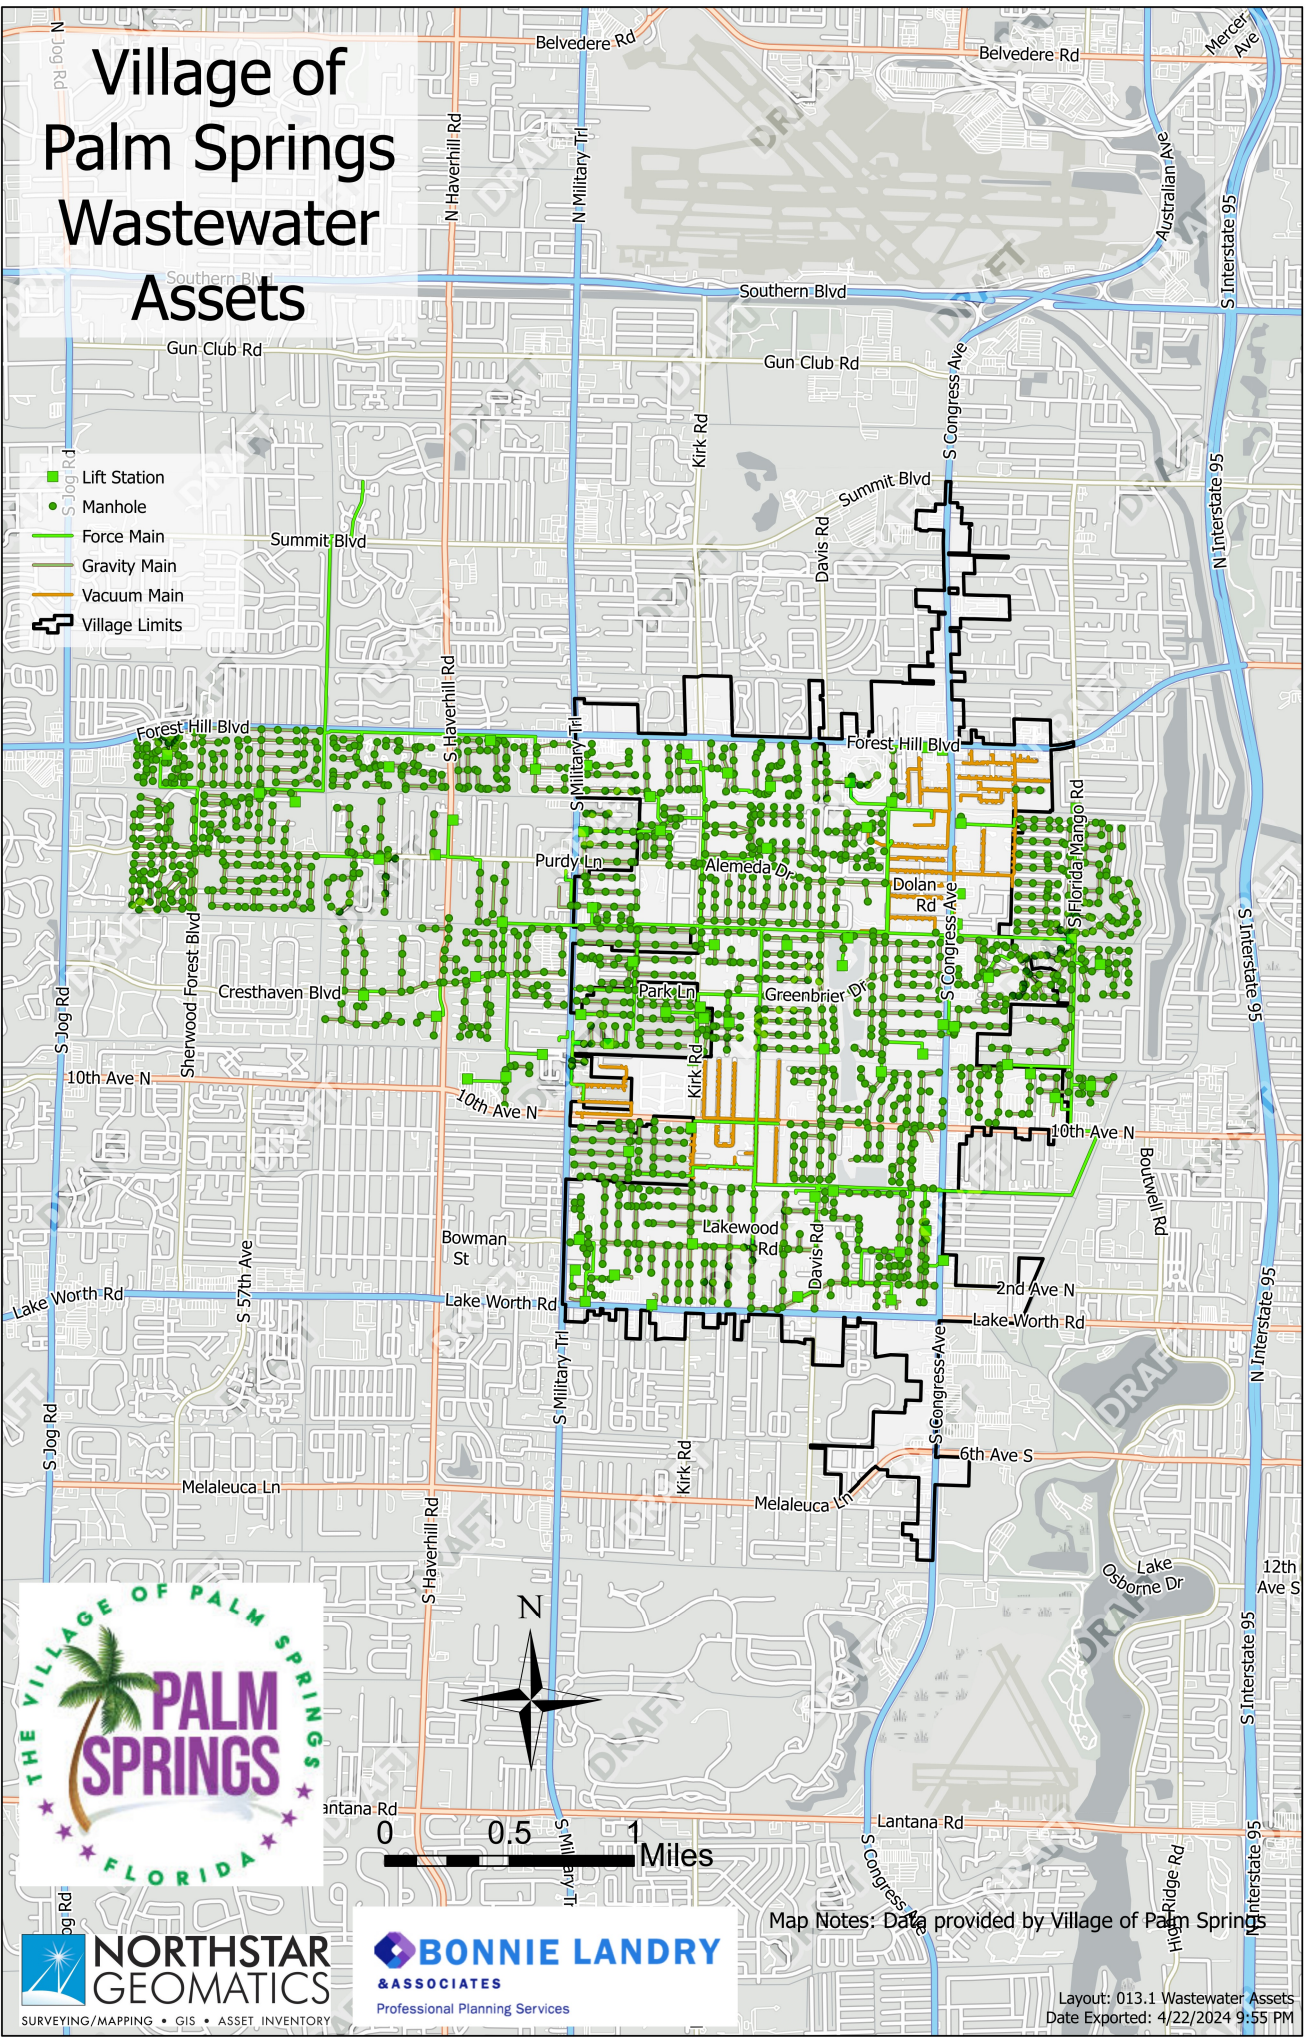 Village of
Palm Springs
Wastewater
Assets
N Jog Rd
N Haverhill Rd
N Military Trl
Belvedere Rd
Belvedere Rd
Mercer
Ave
Australian Ave
S Interstate 95
Southern Blvd
Southern Blvd
Gun Club Rd
Gun Club Rd
S Congress Ave
Kirk Rd
Summit Blvd
Davis Rd
N Interstate 95
S Jog Rd
Lift Station
Manhole
Force Main
Gravity Main
Vacuum Main
Village Limits
Summit Blvd
S Haverhill Rd
Forest Hill Blvd
S Military Trl
Forest Hill Blvd
S Florida Mango Rd
Purdy Ln
Alemeda Dr
Dolan
Rd
S Congress Ave
S Interstate 95
Sherwood Forest Blvd
Cresthaven Blvd
Park Ln
Greenbrier Dr
S Jog Rd
Kirk Rd
10th Ave N
10th Ave N
10th Ave N
Boutwell Rd
Bowman
St
Lakewood
Rd
Davis Rd
S 57th Ave
Lake Worth Rd
Lake Worth Rd
2nd Ave N
Lake Worth Rd
N Interstate 95
S Military Trl
S Congress Ave
S Jog Rd
Kirk Rd
6th Ave S
Melaleuca Ln
Melaleuca Ln
S Haverhill Rd
Lake
Osborne Dr
12th
Ave S
S Interstate 95
N
THE VILLAGE OF PALM SPRINGS
PALM
SPRINGS
FLORIDA
antana Rd
Lantana Rd
0 0.5 1
Miles
S Military Tr
S Congress Ave
High Ridge Rd
N Interstate 95
og Rd
Map Notes: Data provided by Village of Palm Springs
NORTHSTAR
GEOMATICS
SURVEYING/MAPPING • GIS • ASSET INVENTORY
BONNIE LANDRY
&ASSOCIATES
Professional Planning Services
Layout: 013.1 Wastewater Assets
Date Exported: 4/22/2024 9:55 PM
DRAFT